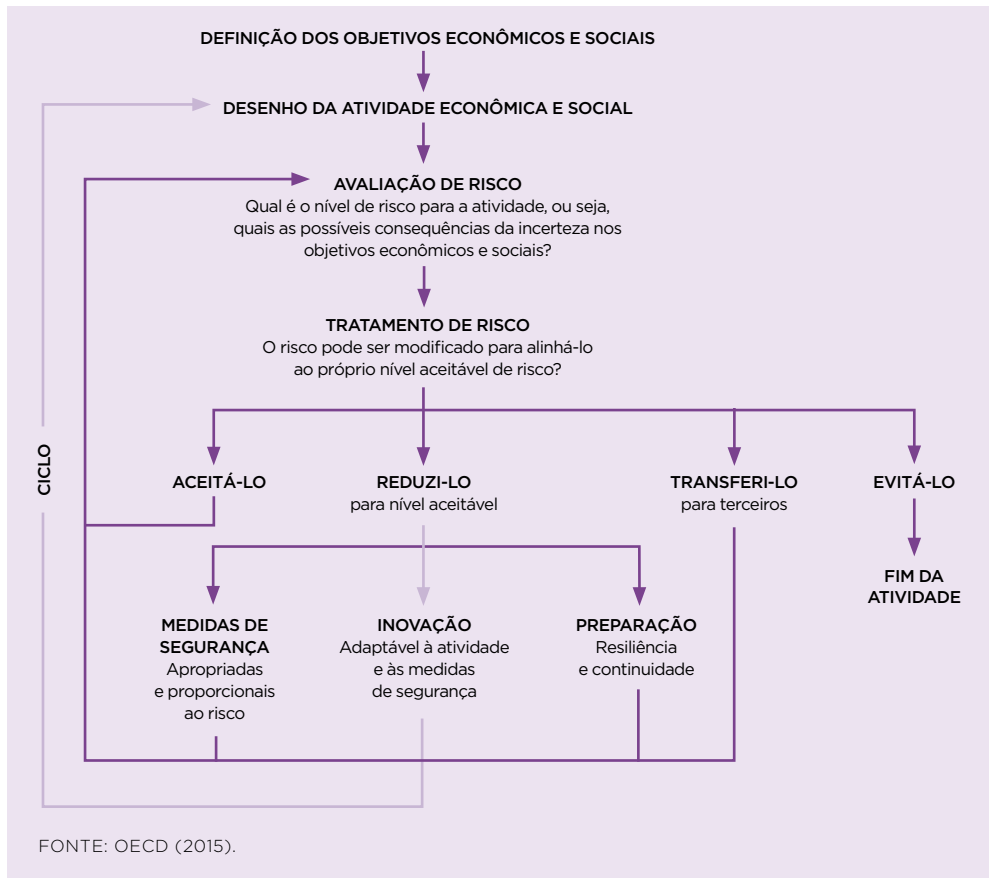 DEFINIÇÃO DOS OBJETIVOS ECONÔMICOS E SOCIAIS
DESENHO DA ATIVIDADE ECONÔMICA E SOCIAL
AVALIAÇÃO DE RISCO
Qual é o nível de risco para a atividade, ou seja,
quais as possíveis consequências da incerteza nos
objetivos econômicos e sociais?
TRATAMENTO DE RISCO
O risco pode ser modificado para alinhá-lo
ao próprio nível aceitável de risco?
CICLO
ACEITÁ-LO
REDUZI-LO
para nível aceitável
TRANSFERI-LO
para terceiros
EVITÁ-LO
FIM DA
ATIVIDADE
MEDIDAS DE
SEGURANÇA
Apropriadas
e proporcionais
ao risco
INOVAÇÃO
Adaptável à atividade
e às medidas
de segurança
PREPARAÇÃO
Resiliência
e continuidade
FONTE: OECD (2015).